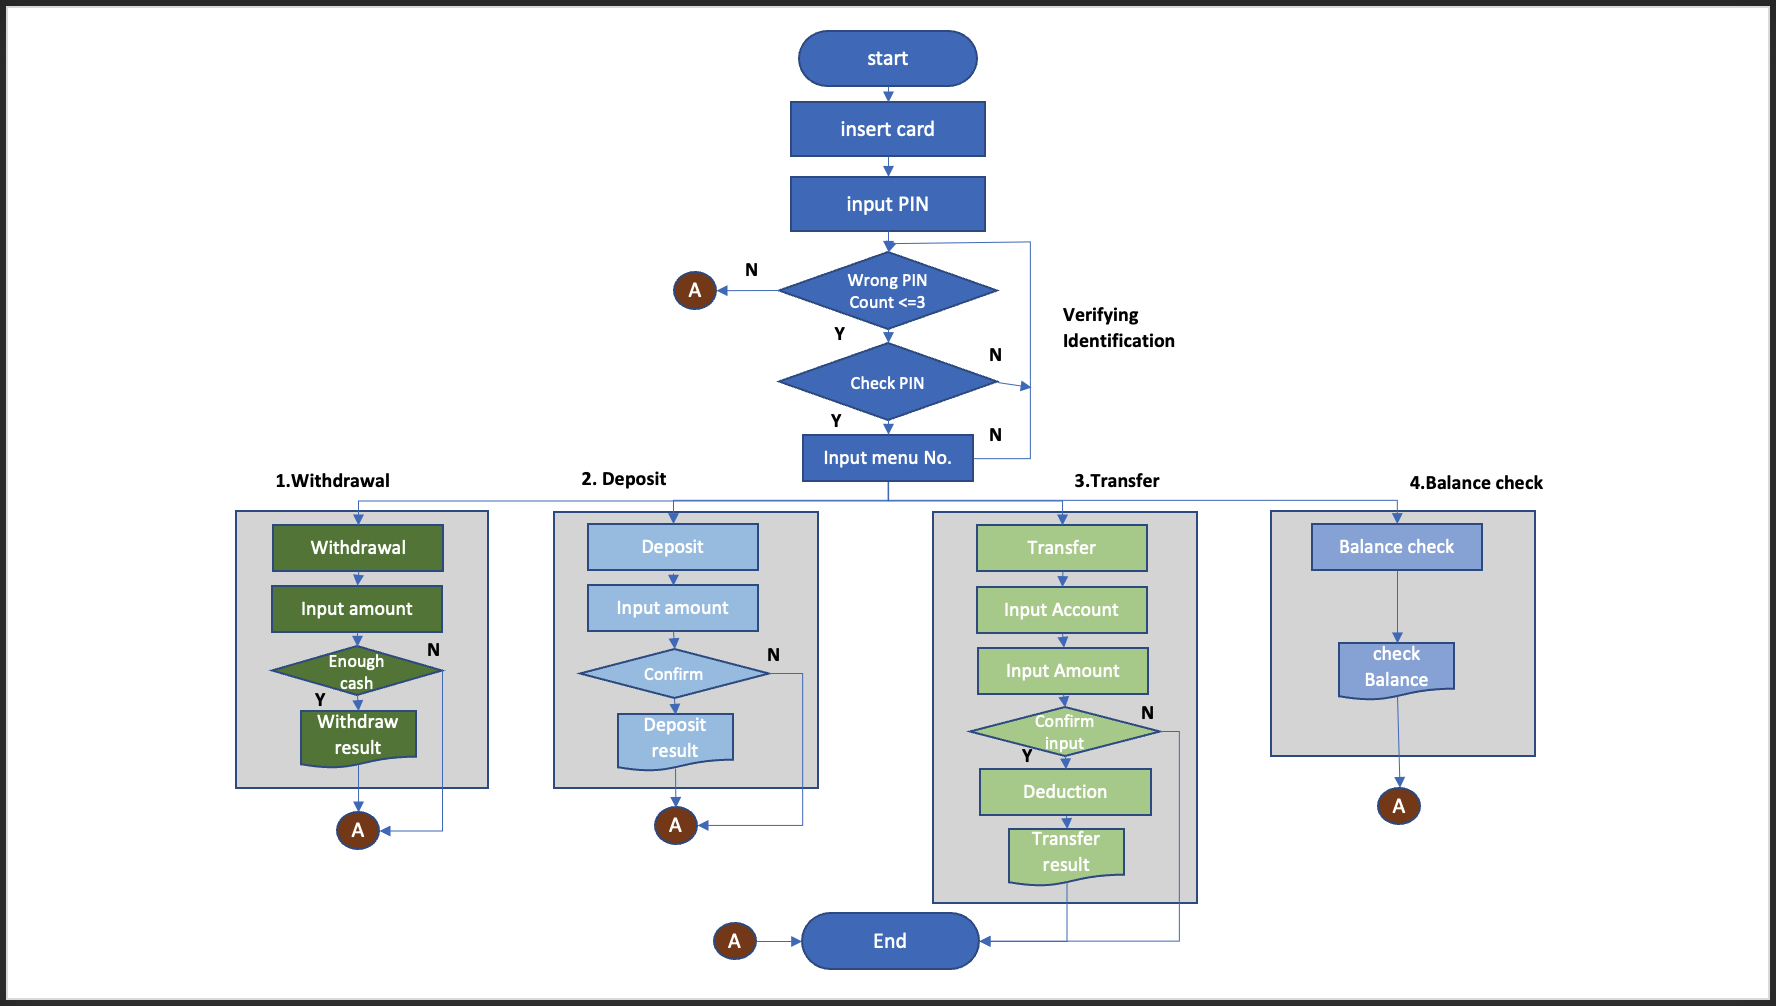 start
insert card
input PIN
N
A
Wrong PIN
Count <=3
Verifying
Identification
Y
N
Check PIN
Y
N
Input menu No.
1.Withdrawal
2. Deposit
3.Transfer
4.Balance check
Withdrawal
Input amount
N
Enough
cash
Y
Withdraw
result
A
Deposit
Input amount
N
Confirm
Deposit
result
A
Transfer
Input Account
Input Amount
N
Confirm
input
Y
Deduction
Transfer
result
Balance check
check
Balance
A
A
End